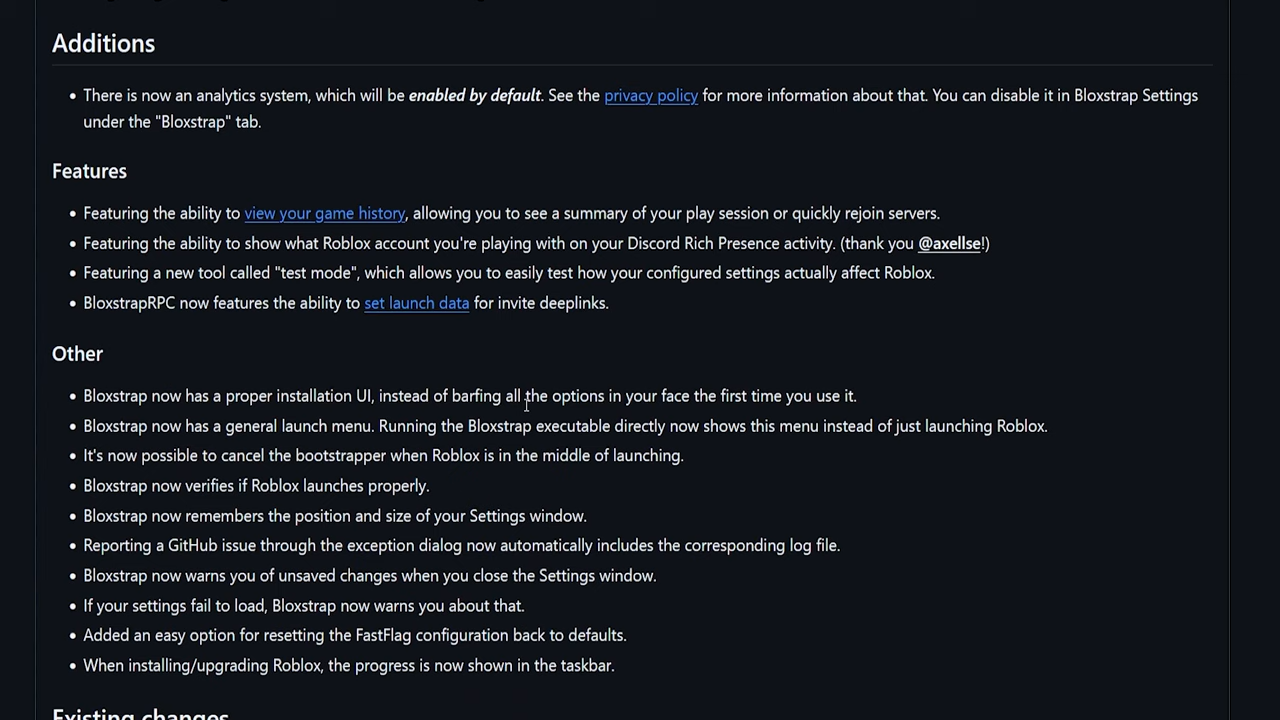 Additions
There is now an analytics system, which will be enabled by default. See the privacy policy for more information about that. You can disable it in Bloxstrap Settings
under the "Bloxstrap" tab.
Features
Featuring the ability to view your game history, allowing you to see a summary of your play session or quickly rejoin servers.
Featuring the ability to show what Roblox account you're playing with on your Discord Rich Presence activity. (thank you @axellse!)
Featuring a new tool called "test mode", which allows you to easily test how your configured settings actually affect Roblox.
BloxstrapRPC now features the ability to set launch data for invite deeplinks.
Other
Bloxstrap now has a proper installation UI, instead of barfing all the options in your face the first time you use it.
Bloxstrap now has a general launch menu. Running the Bloxstrap executable directly now shows this menu instead of just launching Roblox.
It's now possible to cancel the bootstrapper when Roblox is in the middle of launching.
Bloxstrap now verifies if Roblox launches properly.
Bloxstrap now remembers the position and size of your Settings window.
Reporting a GitHub issue through the exception dialog now automatically includes the corresponding log file.
Bloxstrap now warns you of unsaved changes when you close the Settings window.
If your settings fail to load, Bloxstrap now warns you about that.
Added an easy option for resetting the FastFlag configuration back to defaults.
When installing/upgrading Roblox, the progress is now shown in the taskbar.
Existing changes